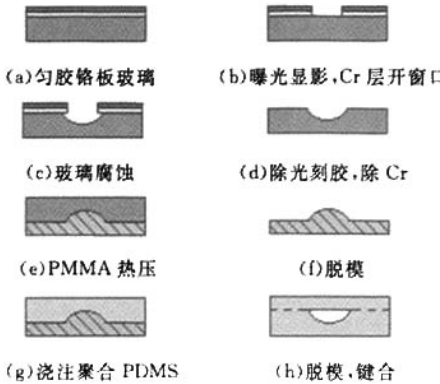 (a)匀胶铬板玻璃
(b)曝光显影,Cr 层开窗口
(c)玻璃腐蚀
(d)除光刻胶,除 Cr
(e)PMMA 热压
(f)脱模
(g)浇注聚合 PDMS
(h)脱模,键合